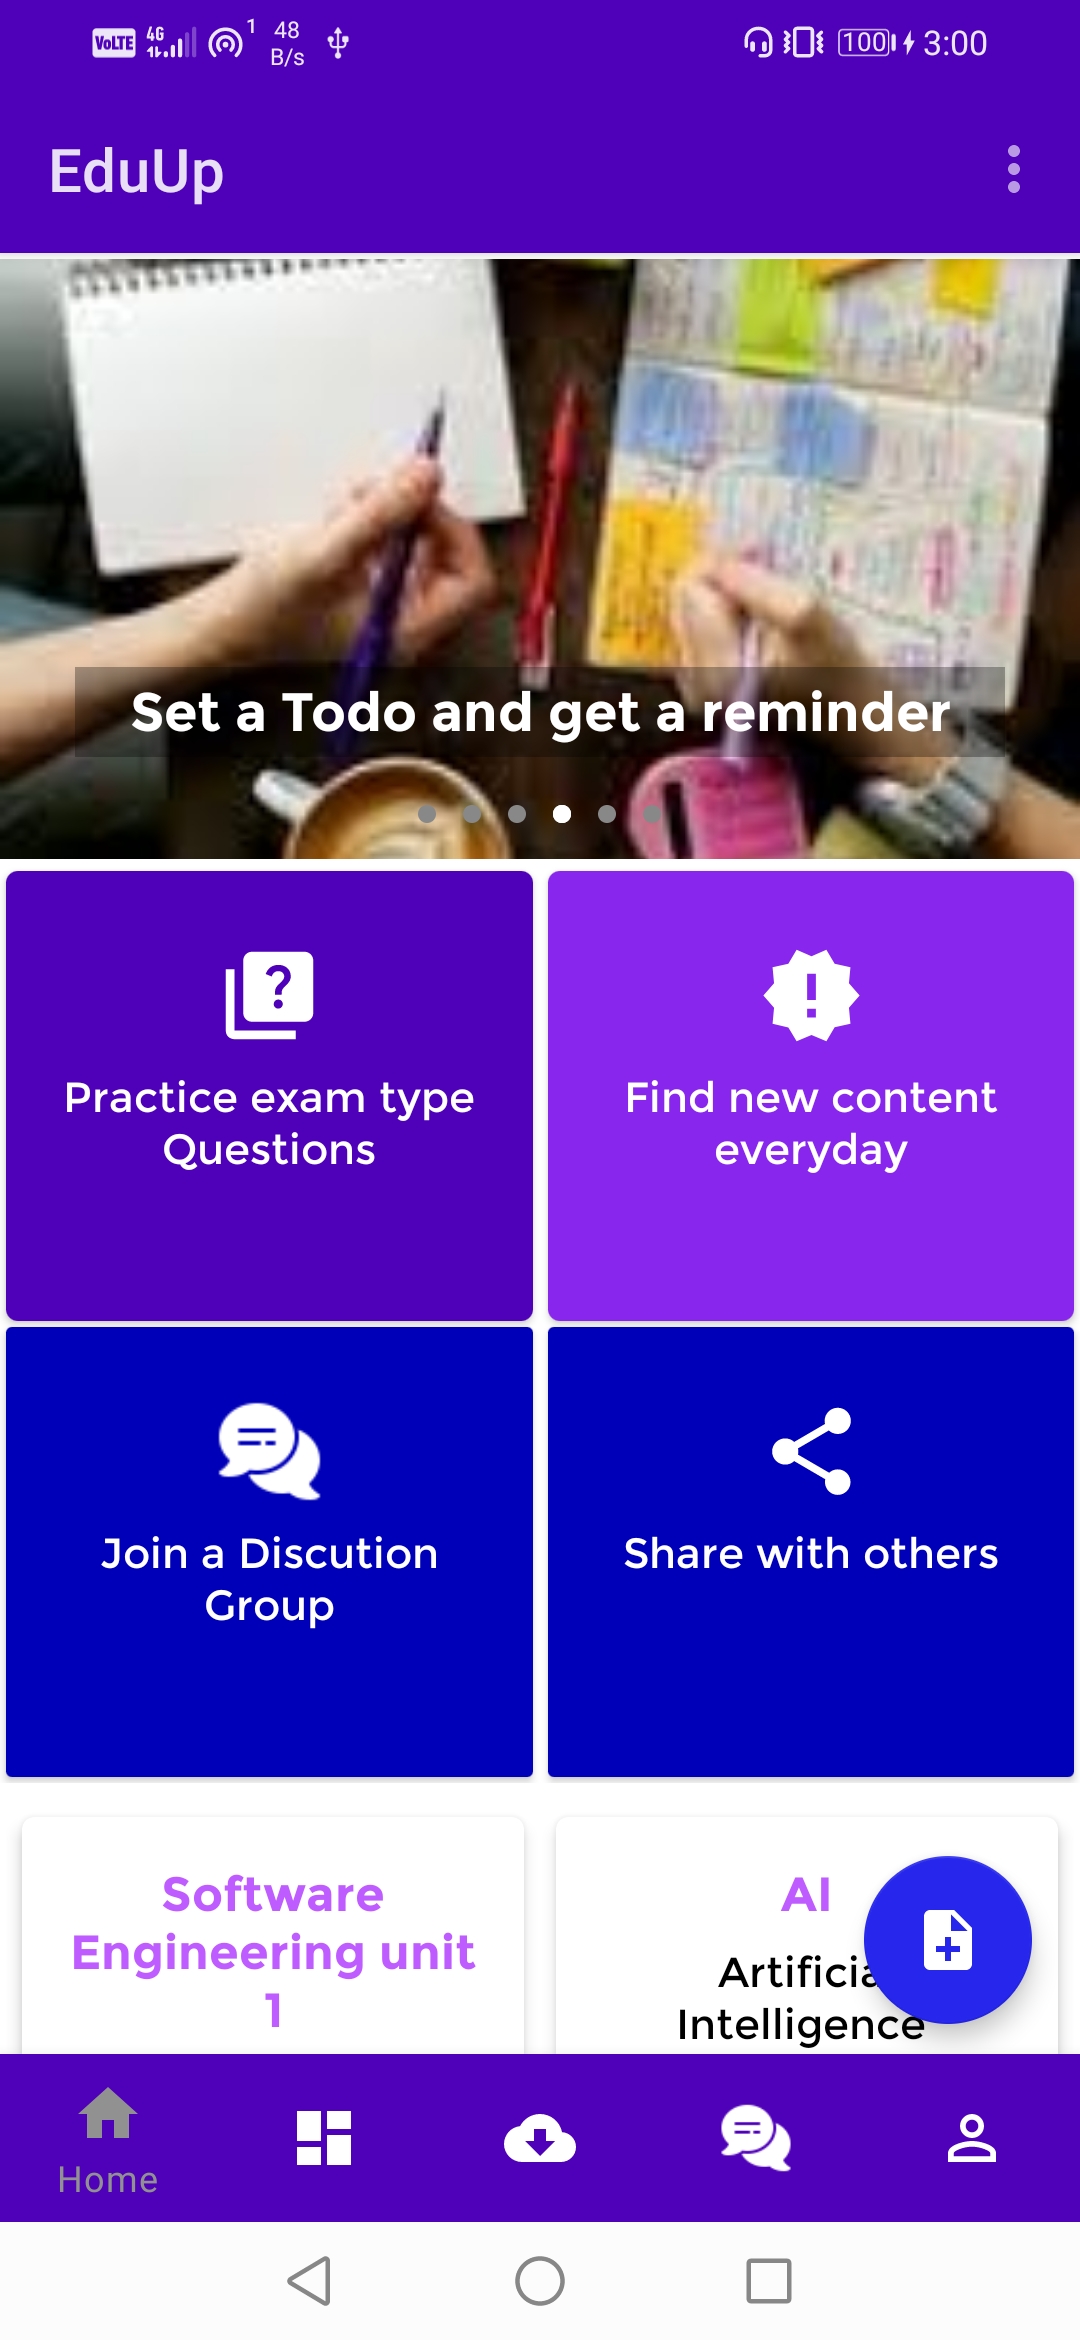 VoLTE 4G 1 48 B/s 100 3:00
EduUp
Set a Todo and get a reminder
Practice exam type
Questions
Find new content
everyday
Join a Discution
Group
Share with others
Software
Engineering unit
1
AI
Artificia
Intelligence
Home